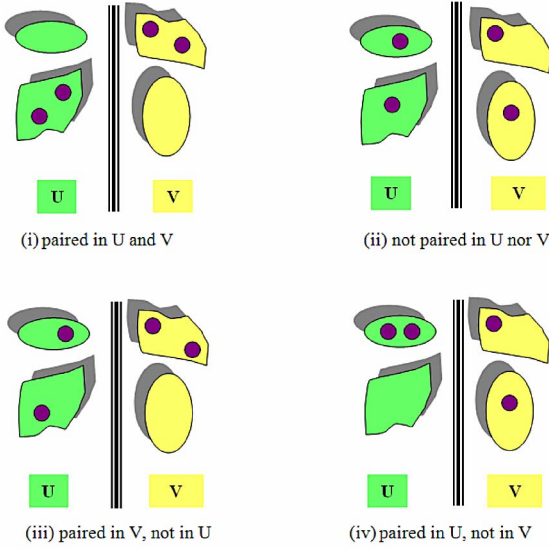 U V
(i) paired in U and V
U V
(ii) not paired in U nor V
U V
(iii) paired in V, not in U
U V
(iv) paired in U, not in V